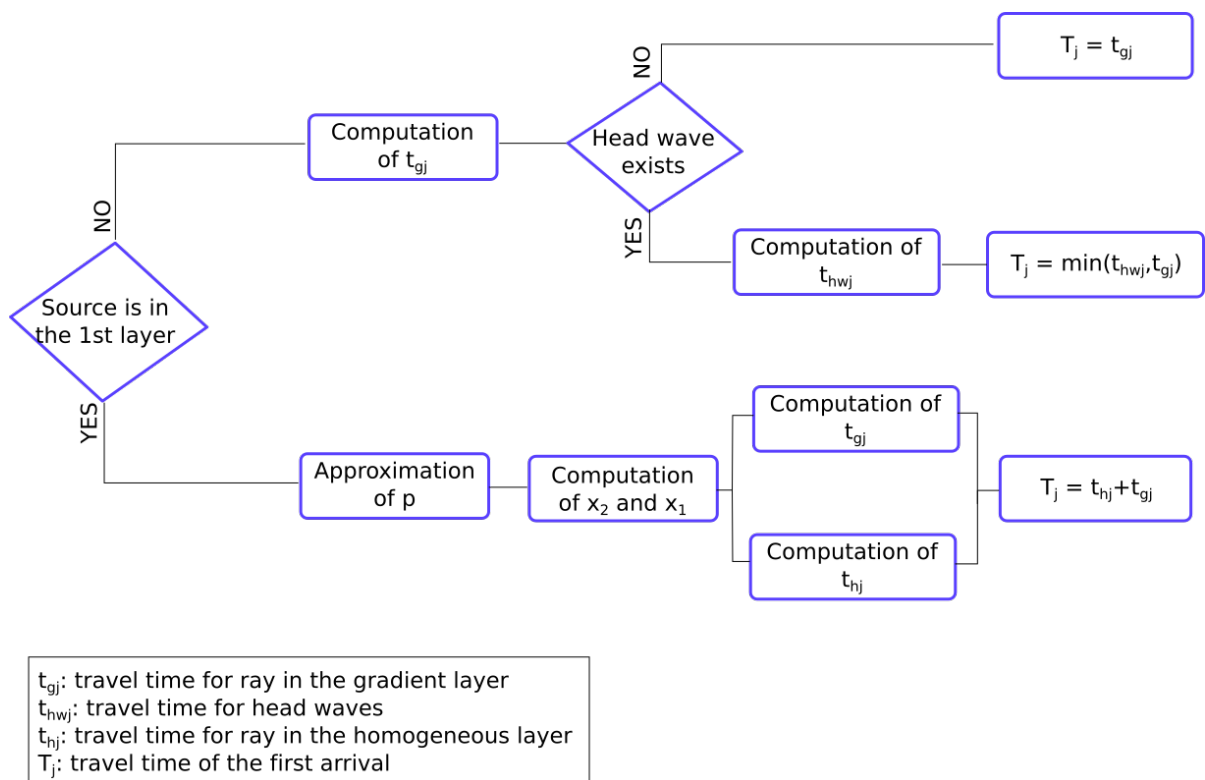 NO
T_j = t_gj
Computation
of t_gj
Head wave
exists
NO
YES
Computation of
t_hwj
T_j = min(t_hwj,t_gj)
Source is in
the 1st layer
YES
Computation of
t_gj
Approximation
of p
Computation
of x_2 and x_1
T_j = t_hj+t_gj
Computation of
t_hj
t_gj: travel time for ray in the gradient layer
t_hwj: travel time for head waves
t_hj: travel time for ray in the homogeneous layer
T_j: travel time of the first arrival